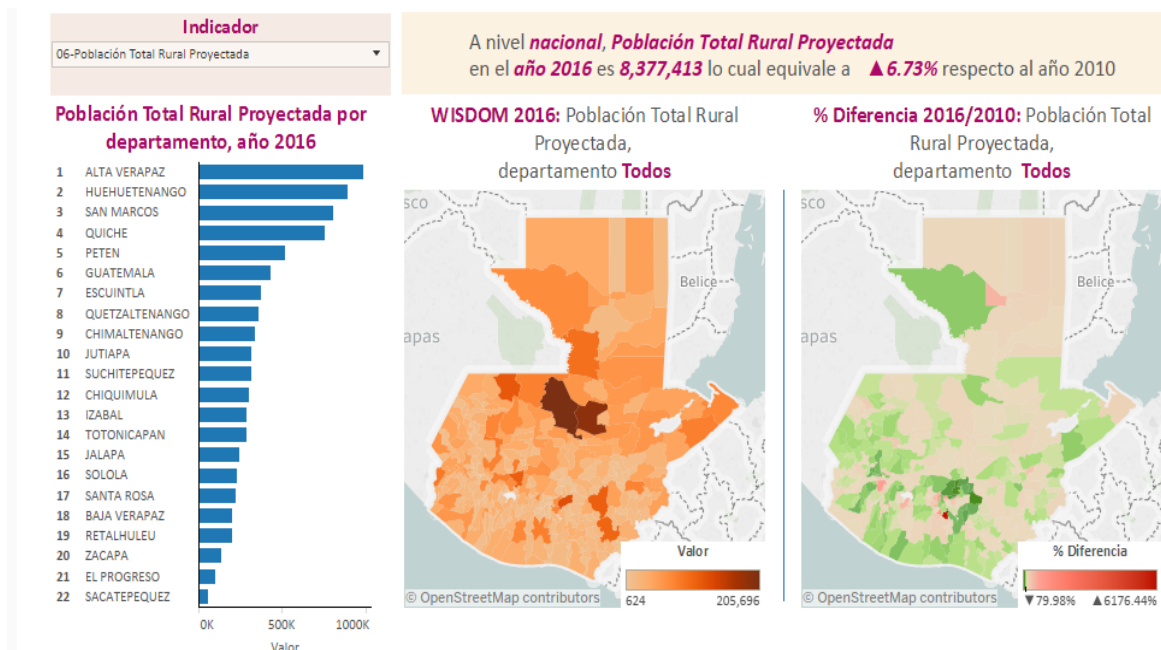 Indicador
06-Población Total Rural Proyectada
A nivel nacional, Población Total Rural Proyectada
en el año 2016 es 8,377,413 lo cual equivale a ▲6.73% respecto al año 2010
Población Total Rural Proyectada por
departamento, año 2016
1 ALTA VERAPAZ
2 HUEHUETENANGO
3 SAN MARCOS
4 QUICHE
5 PETEN
6 GUATEMALA
7 ESCUINTLA
8 QUETZALTENANGO
9 CHIMALTENANGO
10 JUTIAPA
11 SUCHITEPEQUEZ
12 CHIQUIMULA
13 IZABAL
14 TOTONICAPAN
15 JALAPA
16 SOLOLA
17 SANTA ROSA
18 BAJA VERAPAZ
19 RETALHULEU
20 ZACAPA
21 EL PROGRESO
22 SACATEPEQUEZ
0K 500K 1000K
Valor
WISDOM 2016: Población Total Rural
Proyectada,
departamento Todos
sco
Belice
apas
Valor
624 205,696
© OpenStreetMap contributors
% Diferencia 2016/2010: Población Total
Rural Proyectada,
departamento Todos
sco
Belice
apas
% Diferencia
▼79.98% ▲6176.44%
© OpenStreetMap contributors